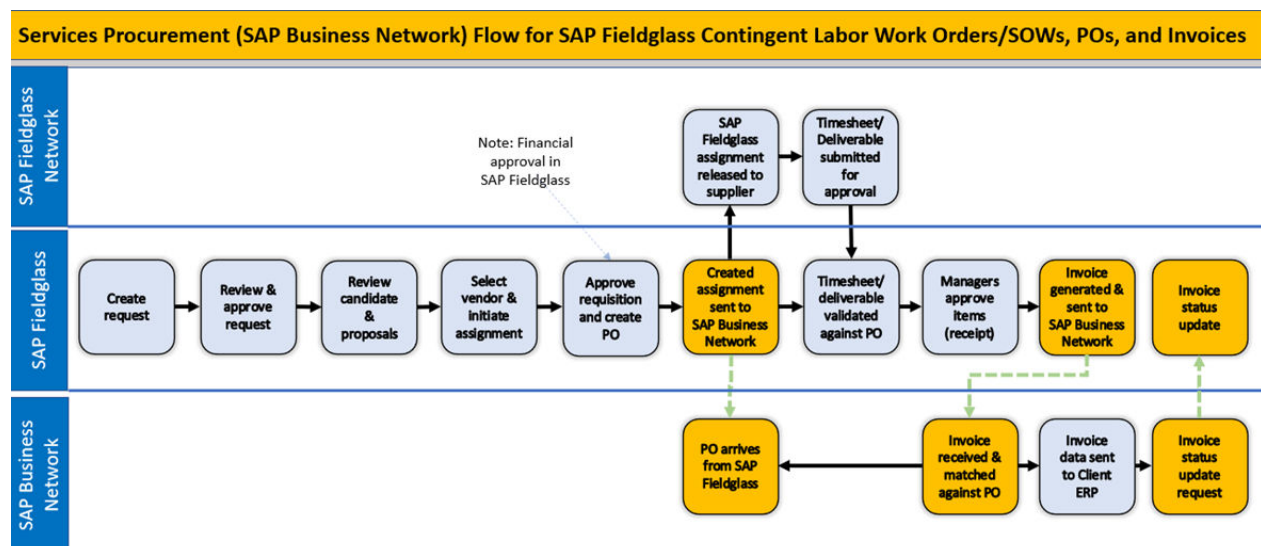 Services Procurement (SAP Business Network) Flow for SAP Fieldglass Contingent Labor Work Orders/SOWs, POs, and Invoices
SAP Fieldglass
Network
Note: Financial
approval in
SAP Fieldglass
SAP
Fieldglass
assignment
released to
supplier
Timesheet/
Deliverable
submitted
for
approval
SAP Fieldglass
Create
request
Review &
approve
request
Review
candidate
&
proposals
Select
vendor &
initiate
assignment
Approve
requisition
and create
PO
Created
assignment
sent to
SAP Business
Network
Timesheet/
deliverable
validated
against PO
Managers
approve
items
(receipt)
Invoice
generated &
sent to
SAP Business
Network
Invoice
status
update
SAP Business
Network
PO arrives
from SAP
Fieldglass
Invoice
received &
matched
against PO
Invoice
data sent
to Client
ERP
Invoice
status
update
request